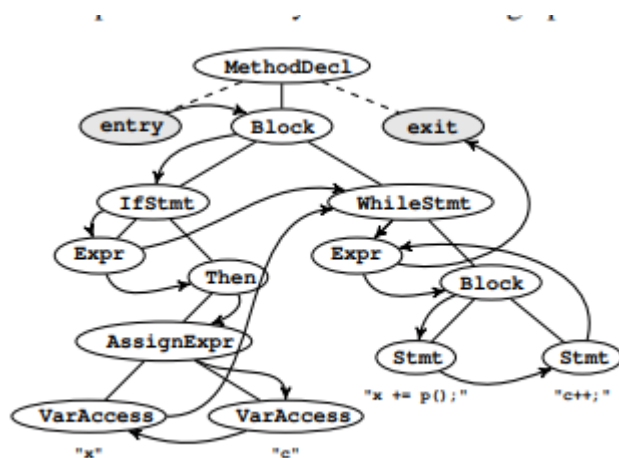 MethodDecl
entry Block exit
IfStmt WhileStmt
Expr Then Expr Block
AssignExpr Stmt Stmt
"x += p();" "c++;"
VarAccess VarAccess
"x" "c"